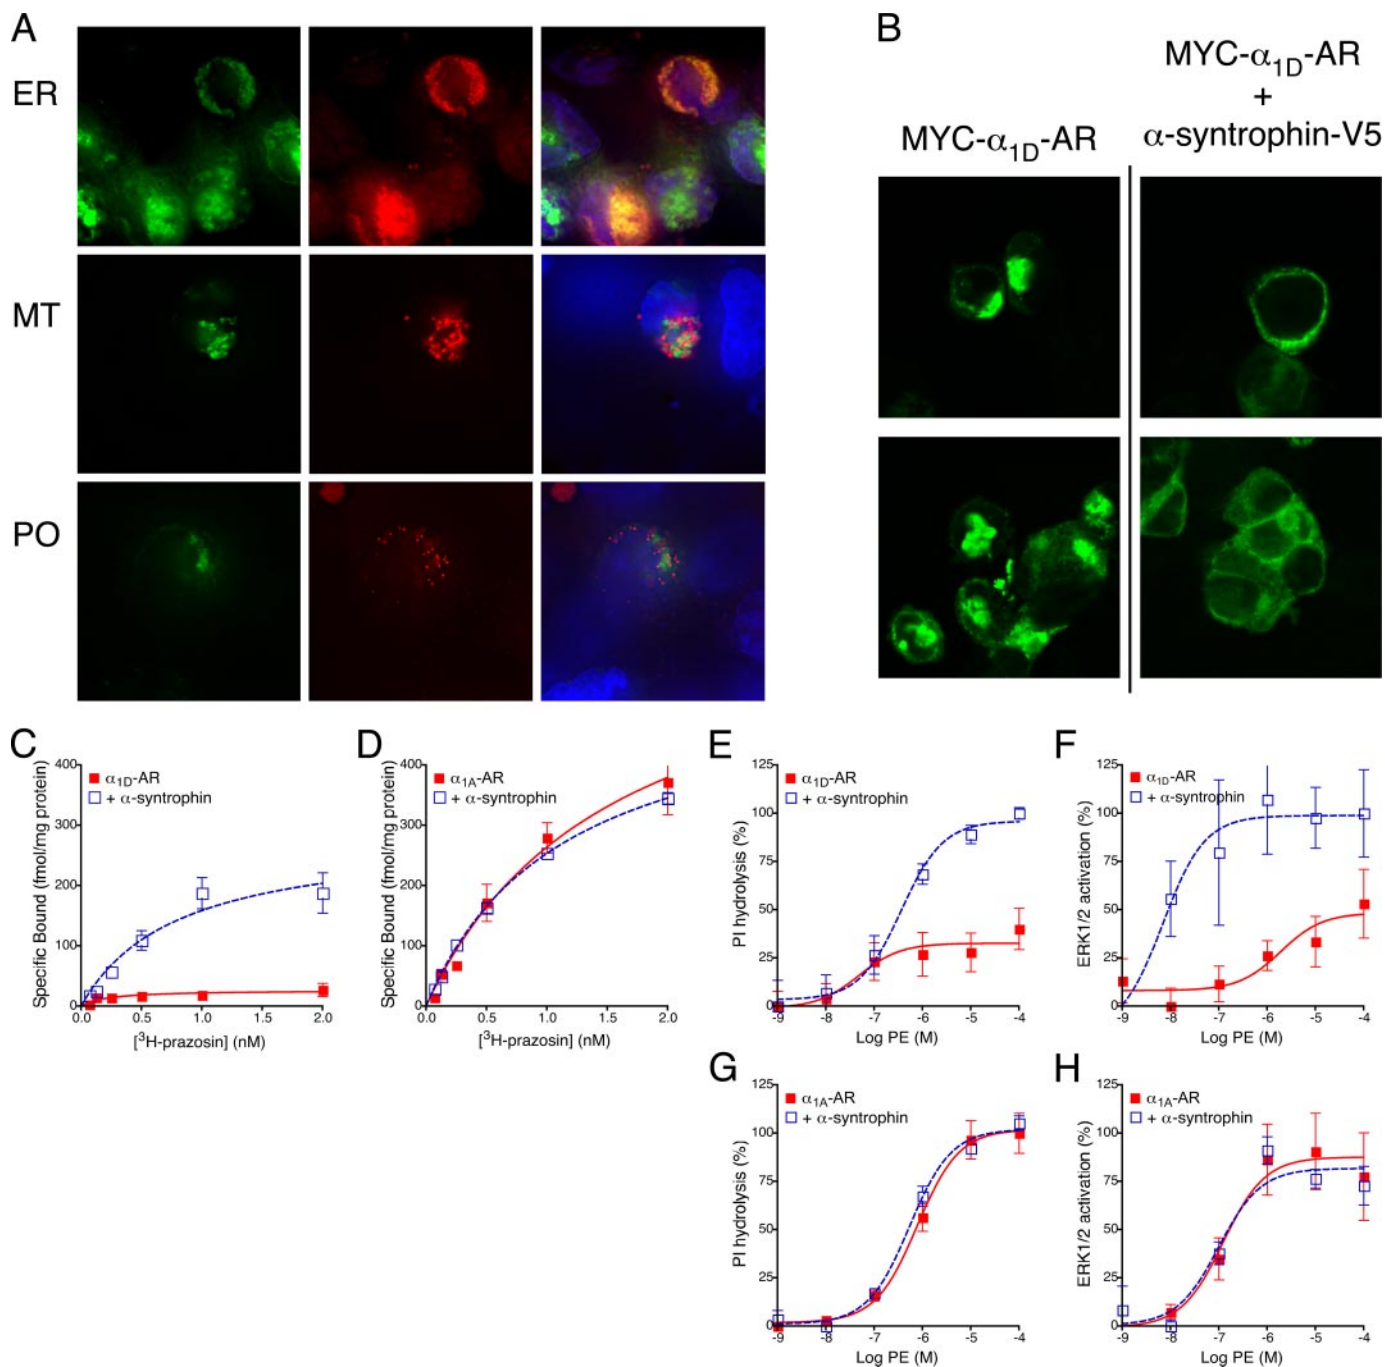 A
ER
MT
PO
B
MYC-α1D-AR
MYC-α1D-AR
+
α-syntrophin-V5
C
Specific Bound (fmol/mg protein)
400
300
200
100
0
0.0 0.5 1.0 1.5 2.0
[³H-prazosin] (nM)
α1D-AR
+ α-syntrophin
D
Specific Bound (fmol/mg protein)
400
300
200
100
0
0.0 0.5 1.0 1.5 2.0
[³H-prazosin] (nM)
α1A-AR
+ α-syntrophin
E
PI hydrolysis (%)
125
100
75
50
25
0
-9 -8 -7 -6 -5 -4
Log PE (M)
α1D-AR
+ α-syntrophin
F
ERK1/2 activation (%)
125
100
75
50
25
0
-9 -8 -7 -6 -5 -4
Log PE (M)
α1D-AR
+ α-syntrophin
G
PI hydrolysis (%)
125
100
75
50
25
0
-9 -8 -7 -6 -5 -4
Log PE (M)
α1A-AR
+ α-syntrophin
H
ERK1/2 activation (%)
125
100
75
50
25
0
-9 -8 -7 -6 -5 -4
Log PE (M)
α1A-AR
+ α-syntrophin